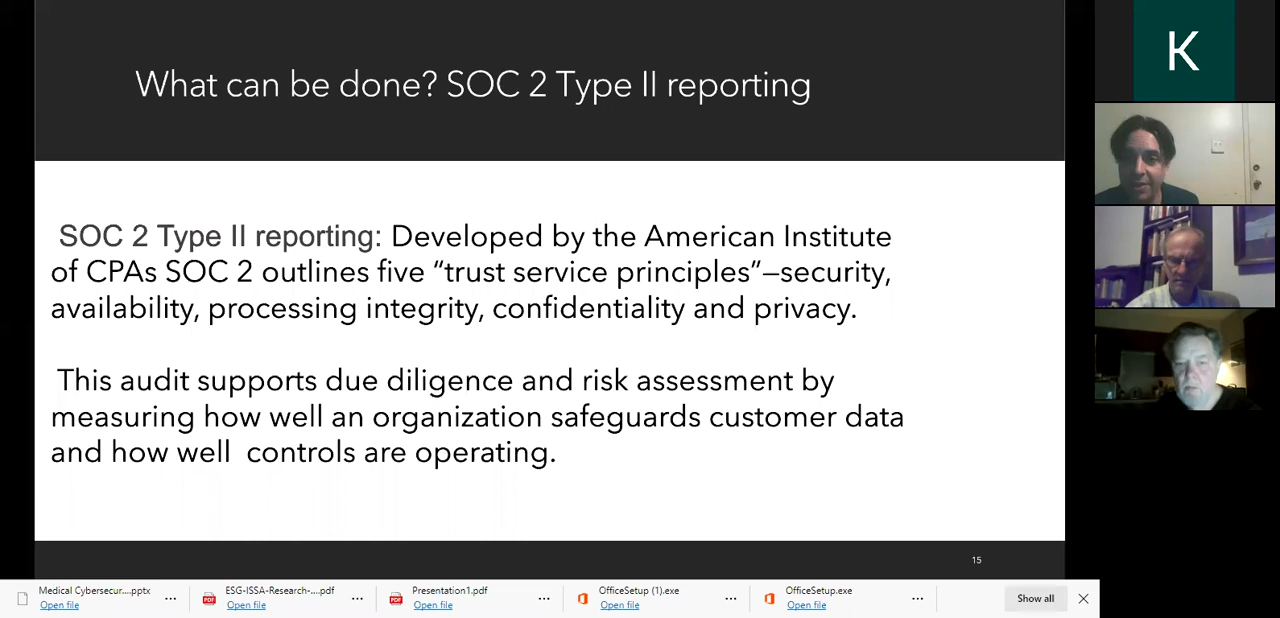 What can be done? SOC 2 Type II reporting
SOC 2 Type II reporting: Developed by the American Institute
of CPAs SOC 2 outlines five “trust service principles”—security,
availability, processing integrity, confidentiality and privacy.
This audit supports due diligence and risk assessment by
measuring how well an organization safeguards customer data
and how well controls are operating.
15
K
Medical Cybersecur....pptx
Open file
ESG-ISSA-Research-....pdf
Open file
Presentation1.pdf
Open file
OfficeSetup (1).exe
Open file
OfficeSetup.exe
Open file
Show all